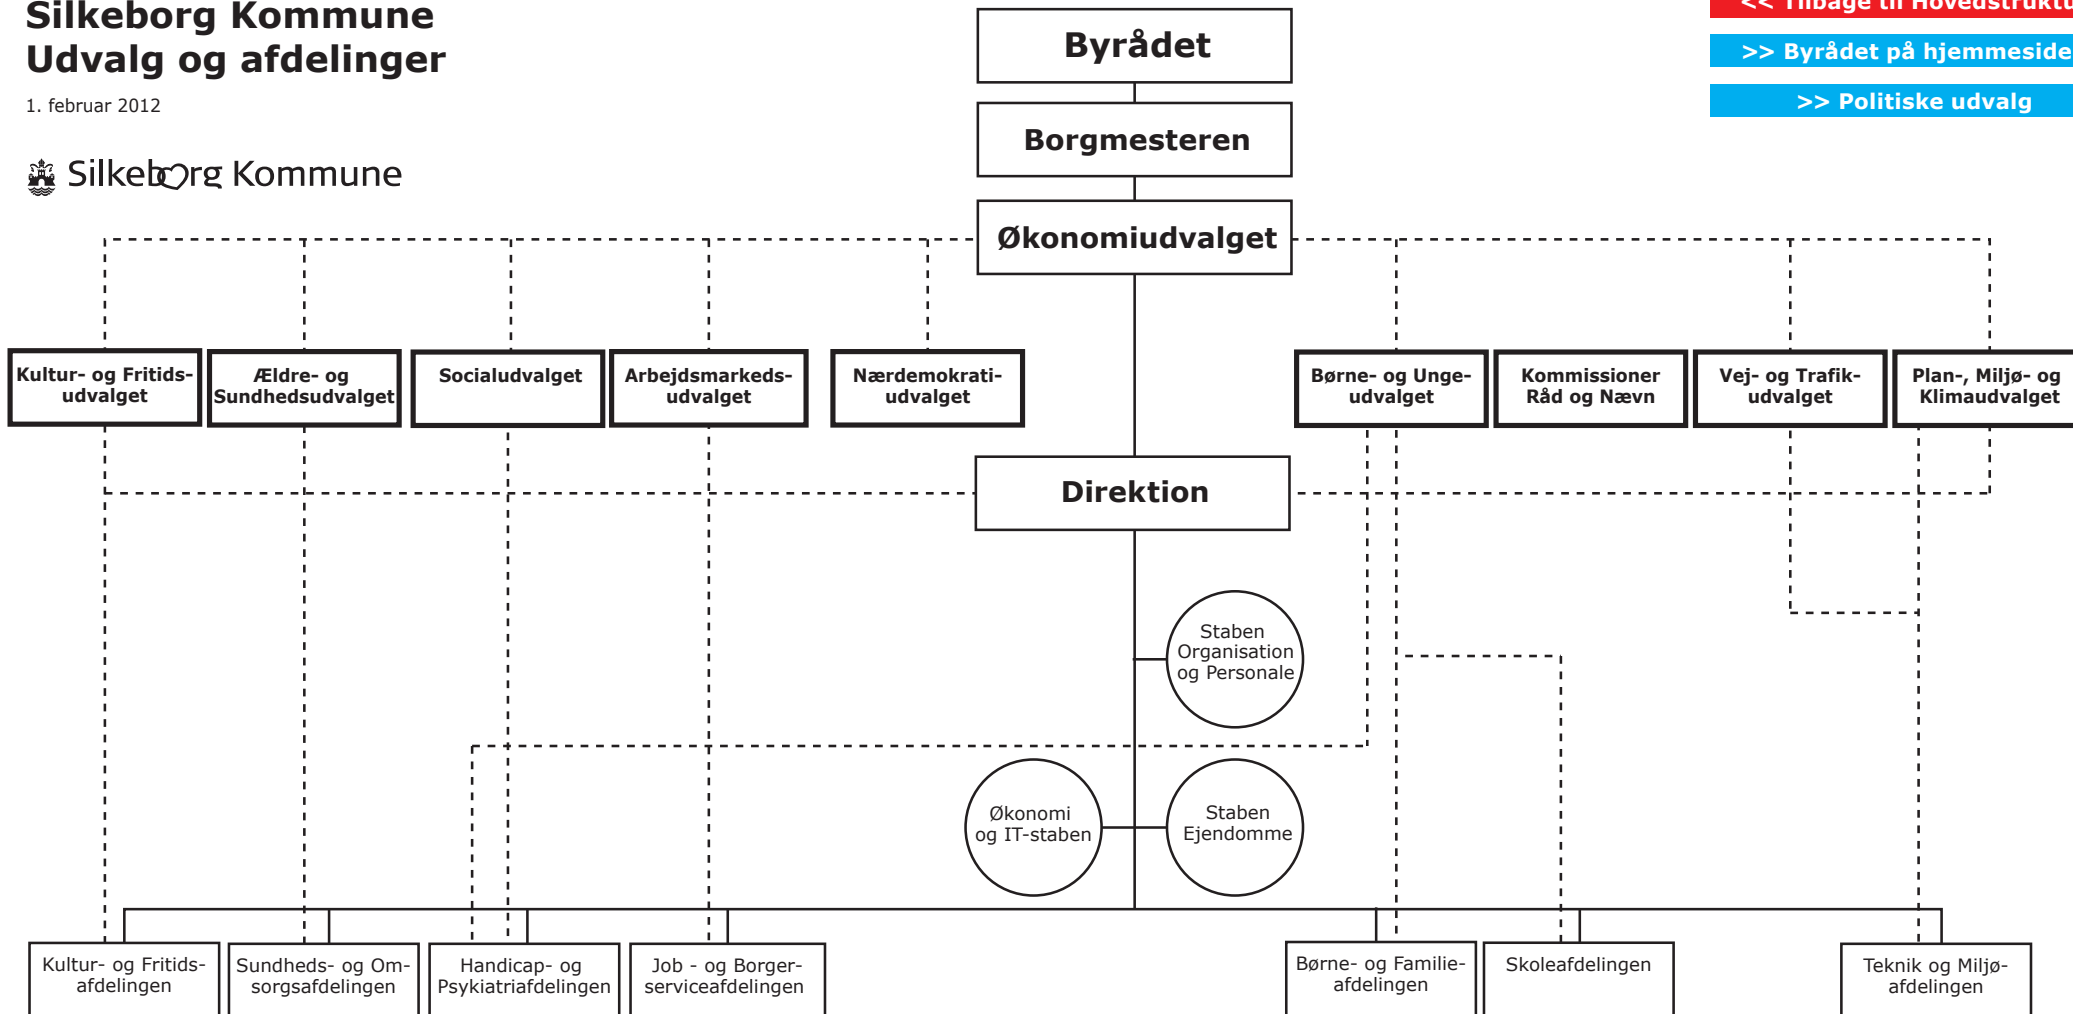 Silkeborg Kommune
Udvalg og afdelinger
1. februar 2012
Silkeborg Kommune
<< Tilbage til Hovedstruktu
>> Byrådet på hjemmeside
>> Politiske udvalg
Byrådet
Borgmesteren
Økonomiudvalget
Kultur- og Fritids-
udvalget
Ældre- og
Sundhedsudvalget
Socialudvalget
Arbejdsmarkeds-
udvalget
Nærdemokrati-
udvalget
Børne- og Unge-
udvalget
Kommissioner
Råd og Nævn
Vej- og Trafik-
udvalget
Plan-, Miljø- og
Klimaudvalget
Direktion
Staben
Organisation
og Personale
Økonomi
og IT-staben
Staben
Ejendomme
Kultur- og Fritids-
afdelingen
Sundheds- og Om-
sorgsafdelingen
Handicap- og
Psykiatriafdelingen
Job - og Borger-
serviceafdelingen
Børne- og Familie-
afdelingen
Skoleafdelingen
Teknik og Miljø-
afdelingen